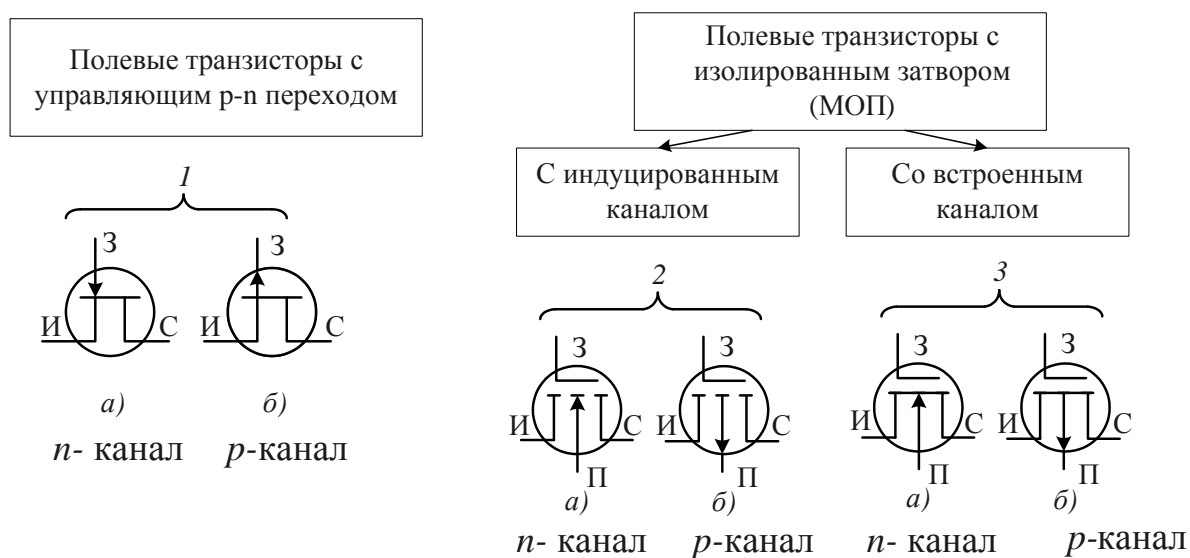 Полевые транзисторы с
управляющим p-n переходом
1
З
И
С
а)
n- канал
З
И
С
б)
p-канал
Полевые транзисторы с
изолированным затвором
(МОП)
С индуцированным
каналом
2
З
И
С
П
а)
n- канал
З
И
С
П
б)
p-канал
Со встроенным
каналом
3
З
И
С
П
а)
n- канал
З
И
С
П
б)
p-канал